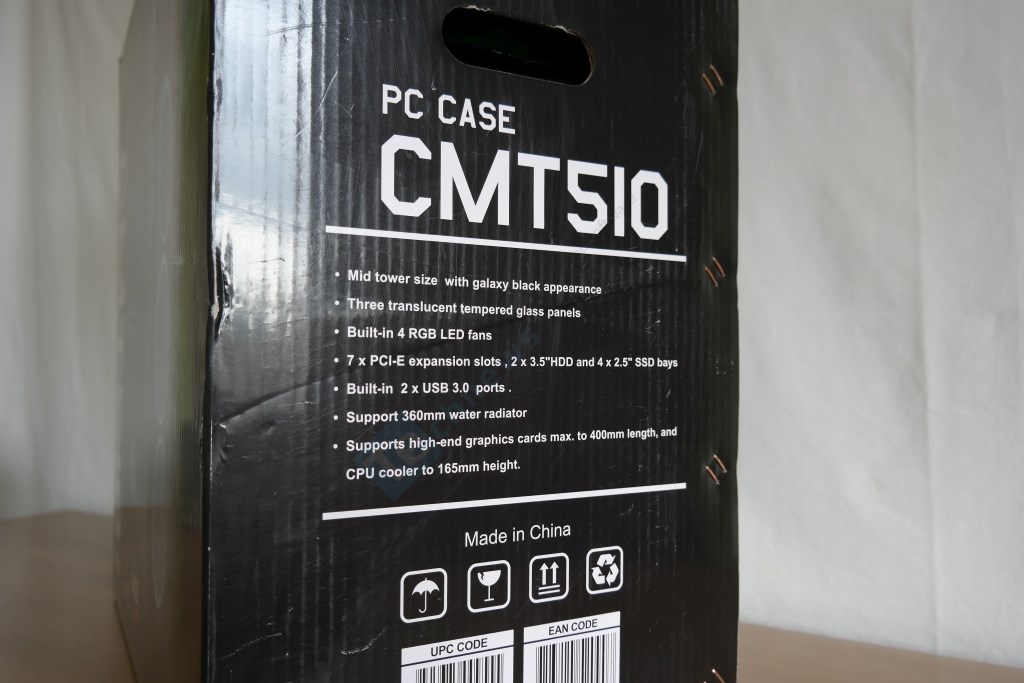 PC CASE
CMT510
• Mid tower size with galaxy black appearance
• Three translucent tempered glass panels
• Built-in 4 RGB LED fans
• 7 x PCI-E expansion slots , 2 x 3.5"HDD and 4 x 2.5" SSD bays
• Built-in 2 x USB 3.0 ports .
• Support 360mm water radiator
• Supports high-end graphics cards max. to 400mm length, and
CPU cooler to 165mm height.
Made in China
UPC CODE
EAN CODE